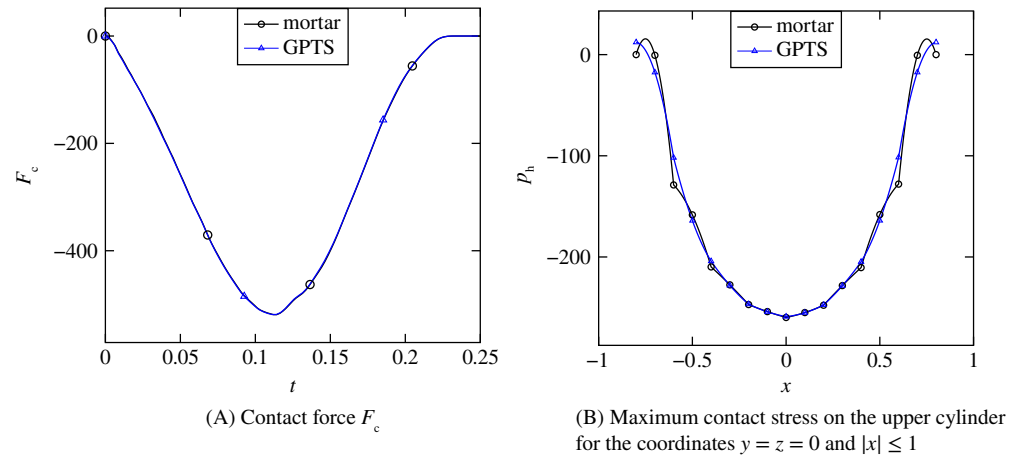 mortar
GPTS
0
−200
−400
F_c
0
0.05
0.1
0.15
0.2
0.25
t
(A) Contact force F_c
mortar
GPTS
0
−100
−200
p_h
−1
−0.5
0
0.5
1
x
(B) Maximum contact stress on the upper cylinder
for the coordinates y = z = 0 and |x| ≤ 1